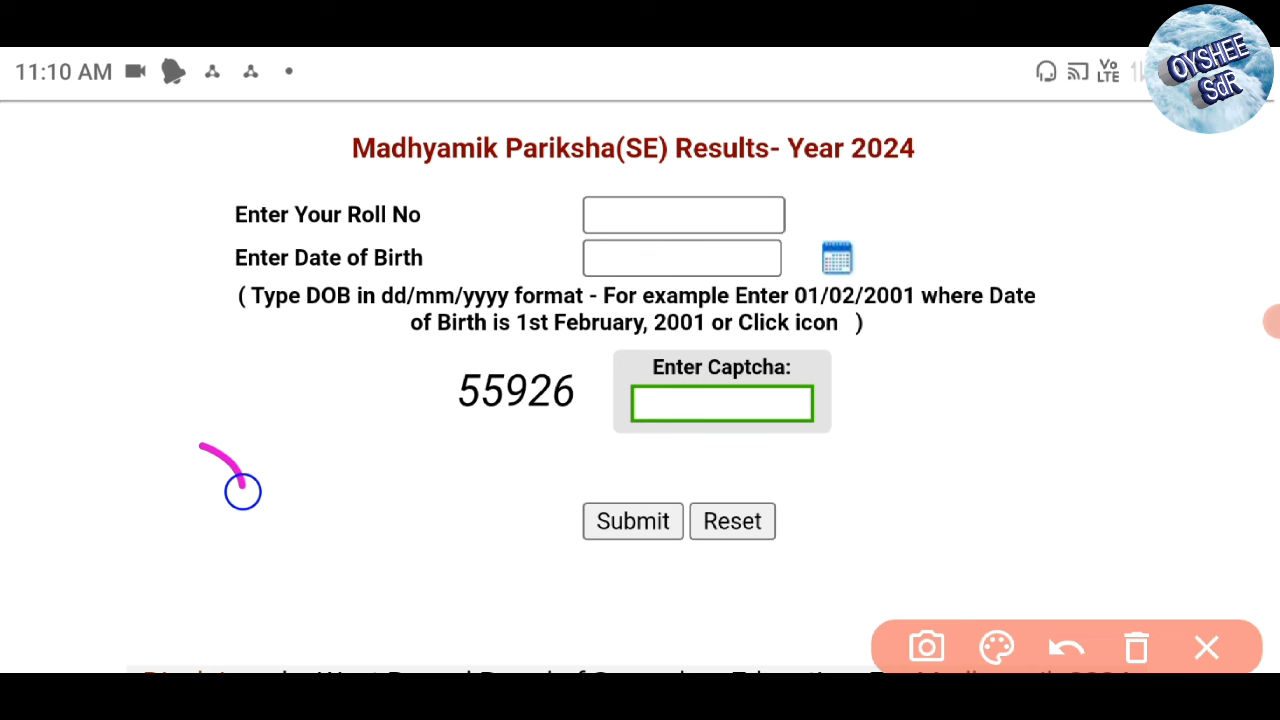 11:10 AM
Vo
LTE
OYSHEE
SdR
Madhyamik Pariksha(SE) Results- Year 2024
Enter Your Roll No
Enter Date of Birth
( Type DOB in dd/mm/yyyy format - For example Enter 01/02/2001 where Date
of Birth is 1st February, 2001 or Click icon )
55926
Enter Captcha:
Submit
Reset